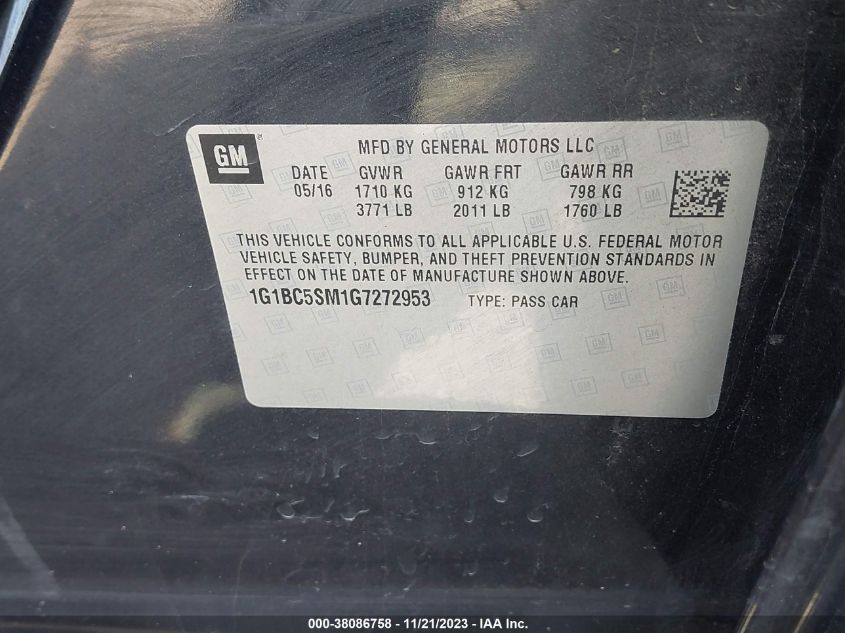 GM
MFD BY GENERAL MOTORS LLC
DATE GVWR GAWR FRT GAWR RR
05/16 1710 KG 912 KG 798 KG
3771 LB 2011 LB 1760 LB
THIS VEHICLE CONFORMS TO ALL APPLICABLE U.S. FEDERAL MOTOR
VEHICLE SAFETY, BUMPER, AND THEFT PREVENTION STANDARDS IN
EFFECT ON THE DATE OF MANUFACTURE SHOWN ABOVE.
1G1BC5SM1G7272953 TYPE: PASS CAR
000-38086758 - 11/21/2023 - IAA Inc.